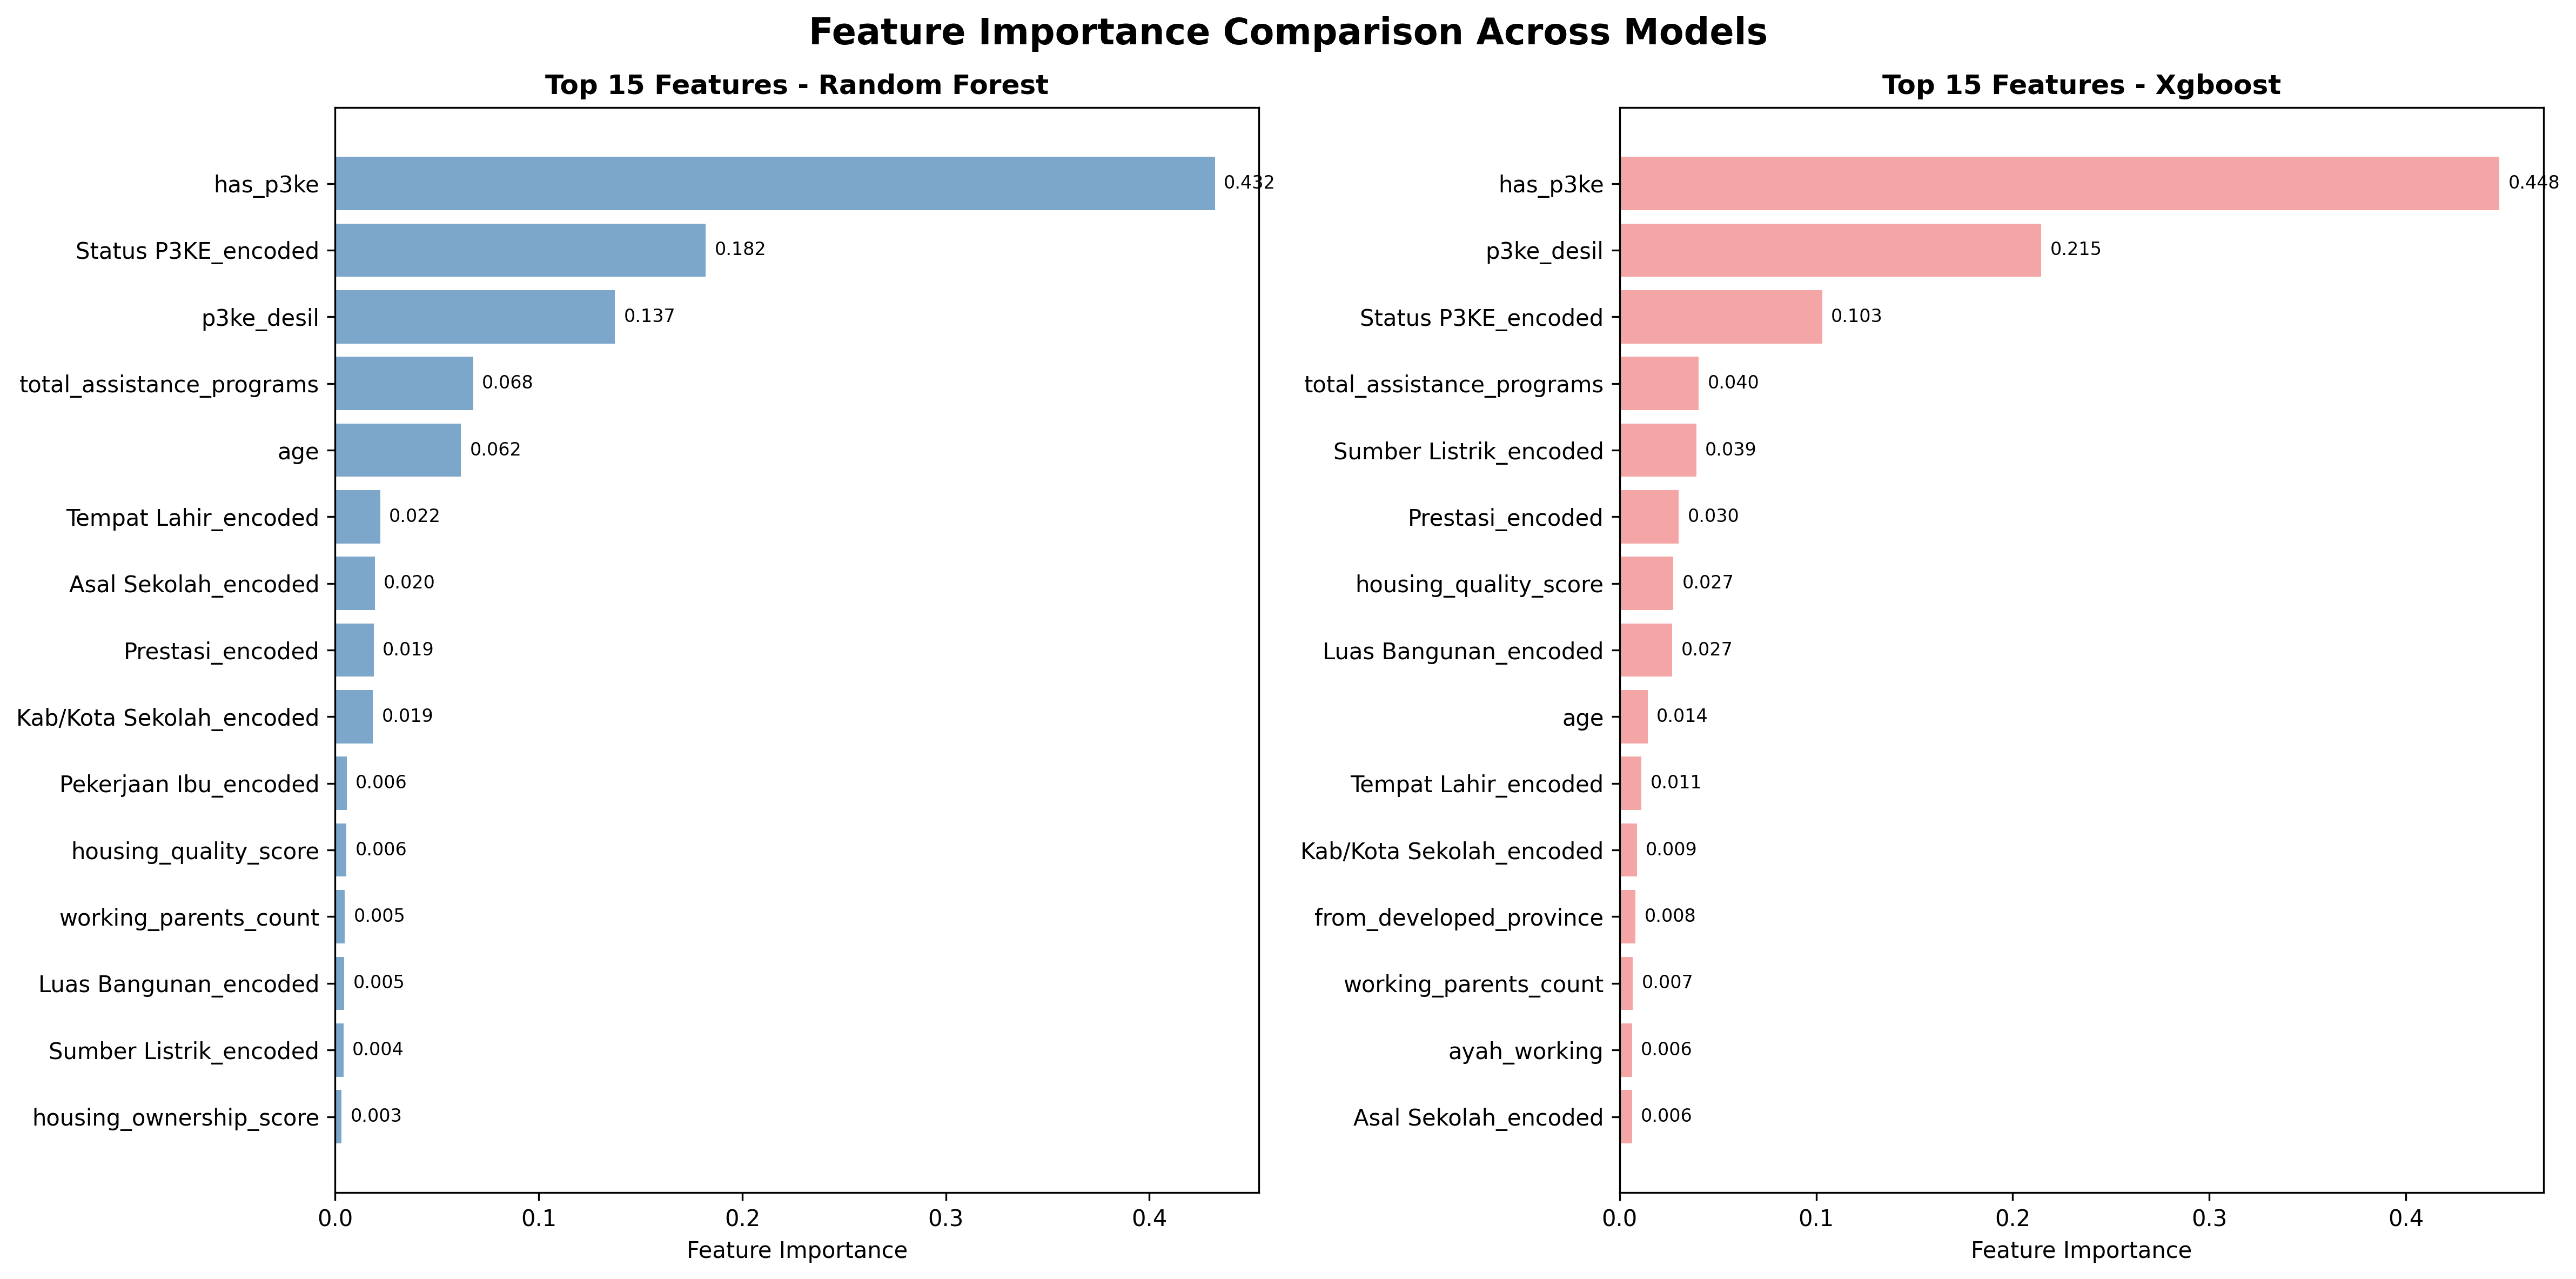 Feature Importance Comparison Across Models
Top 15 Features - Random Forest
has_p3ke 0.432
Status P3KE_encoded 0.182
p3ke_desil 0.137
total_assistance_programs 0.068
age 0.062
Tempat Lahir_encoded 0.022
Asal Sekolah_encoded 0.020
Prestasi_encoded 0.019
Kab/Kota Sekolah_encoded 0.019
Pekerjaan Ibu_encoded 0.006
housing_quality_score 0.006
working_parents_count 0.005
Luas Bangunan_encoded 0.005
Sumber Listrik_encoded 0.004
housing_ownership_score 0.003
0.0 0.1 0.2 0.3 0.4
Feature Importance
Top 15 Features - Xgboost
has_p3ke 0.448
p3ke_desil 0.215
Status P3KE_encoded 0.103
total_assistance_programs 0.040
Sumber Listrik_encoded 0.039
Prestasi_encoded 0.030
housing_quality_score 0.027
Luas Bangunan_encoded 0.027
age 0.014
Tempat Lahir_encoded 0.011
Kab/Kota Sekolah_encoded 0.009
from_developed_province 0.008
working_parents_count 0.007
ayah_working 0.006
Asal Sekolah_encoded 0.006
0.0 0.1 0.2 0.3 0.4
Feature Importance